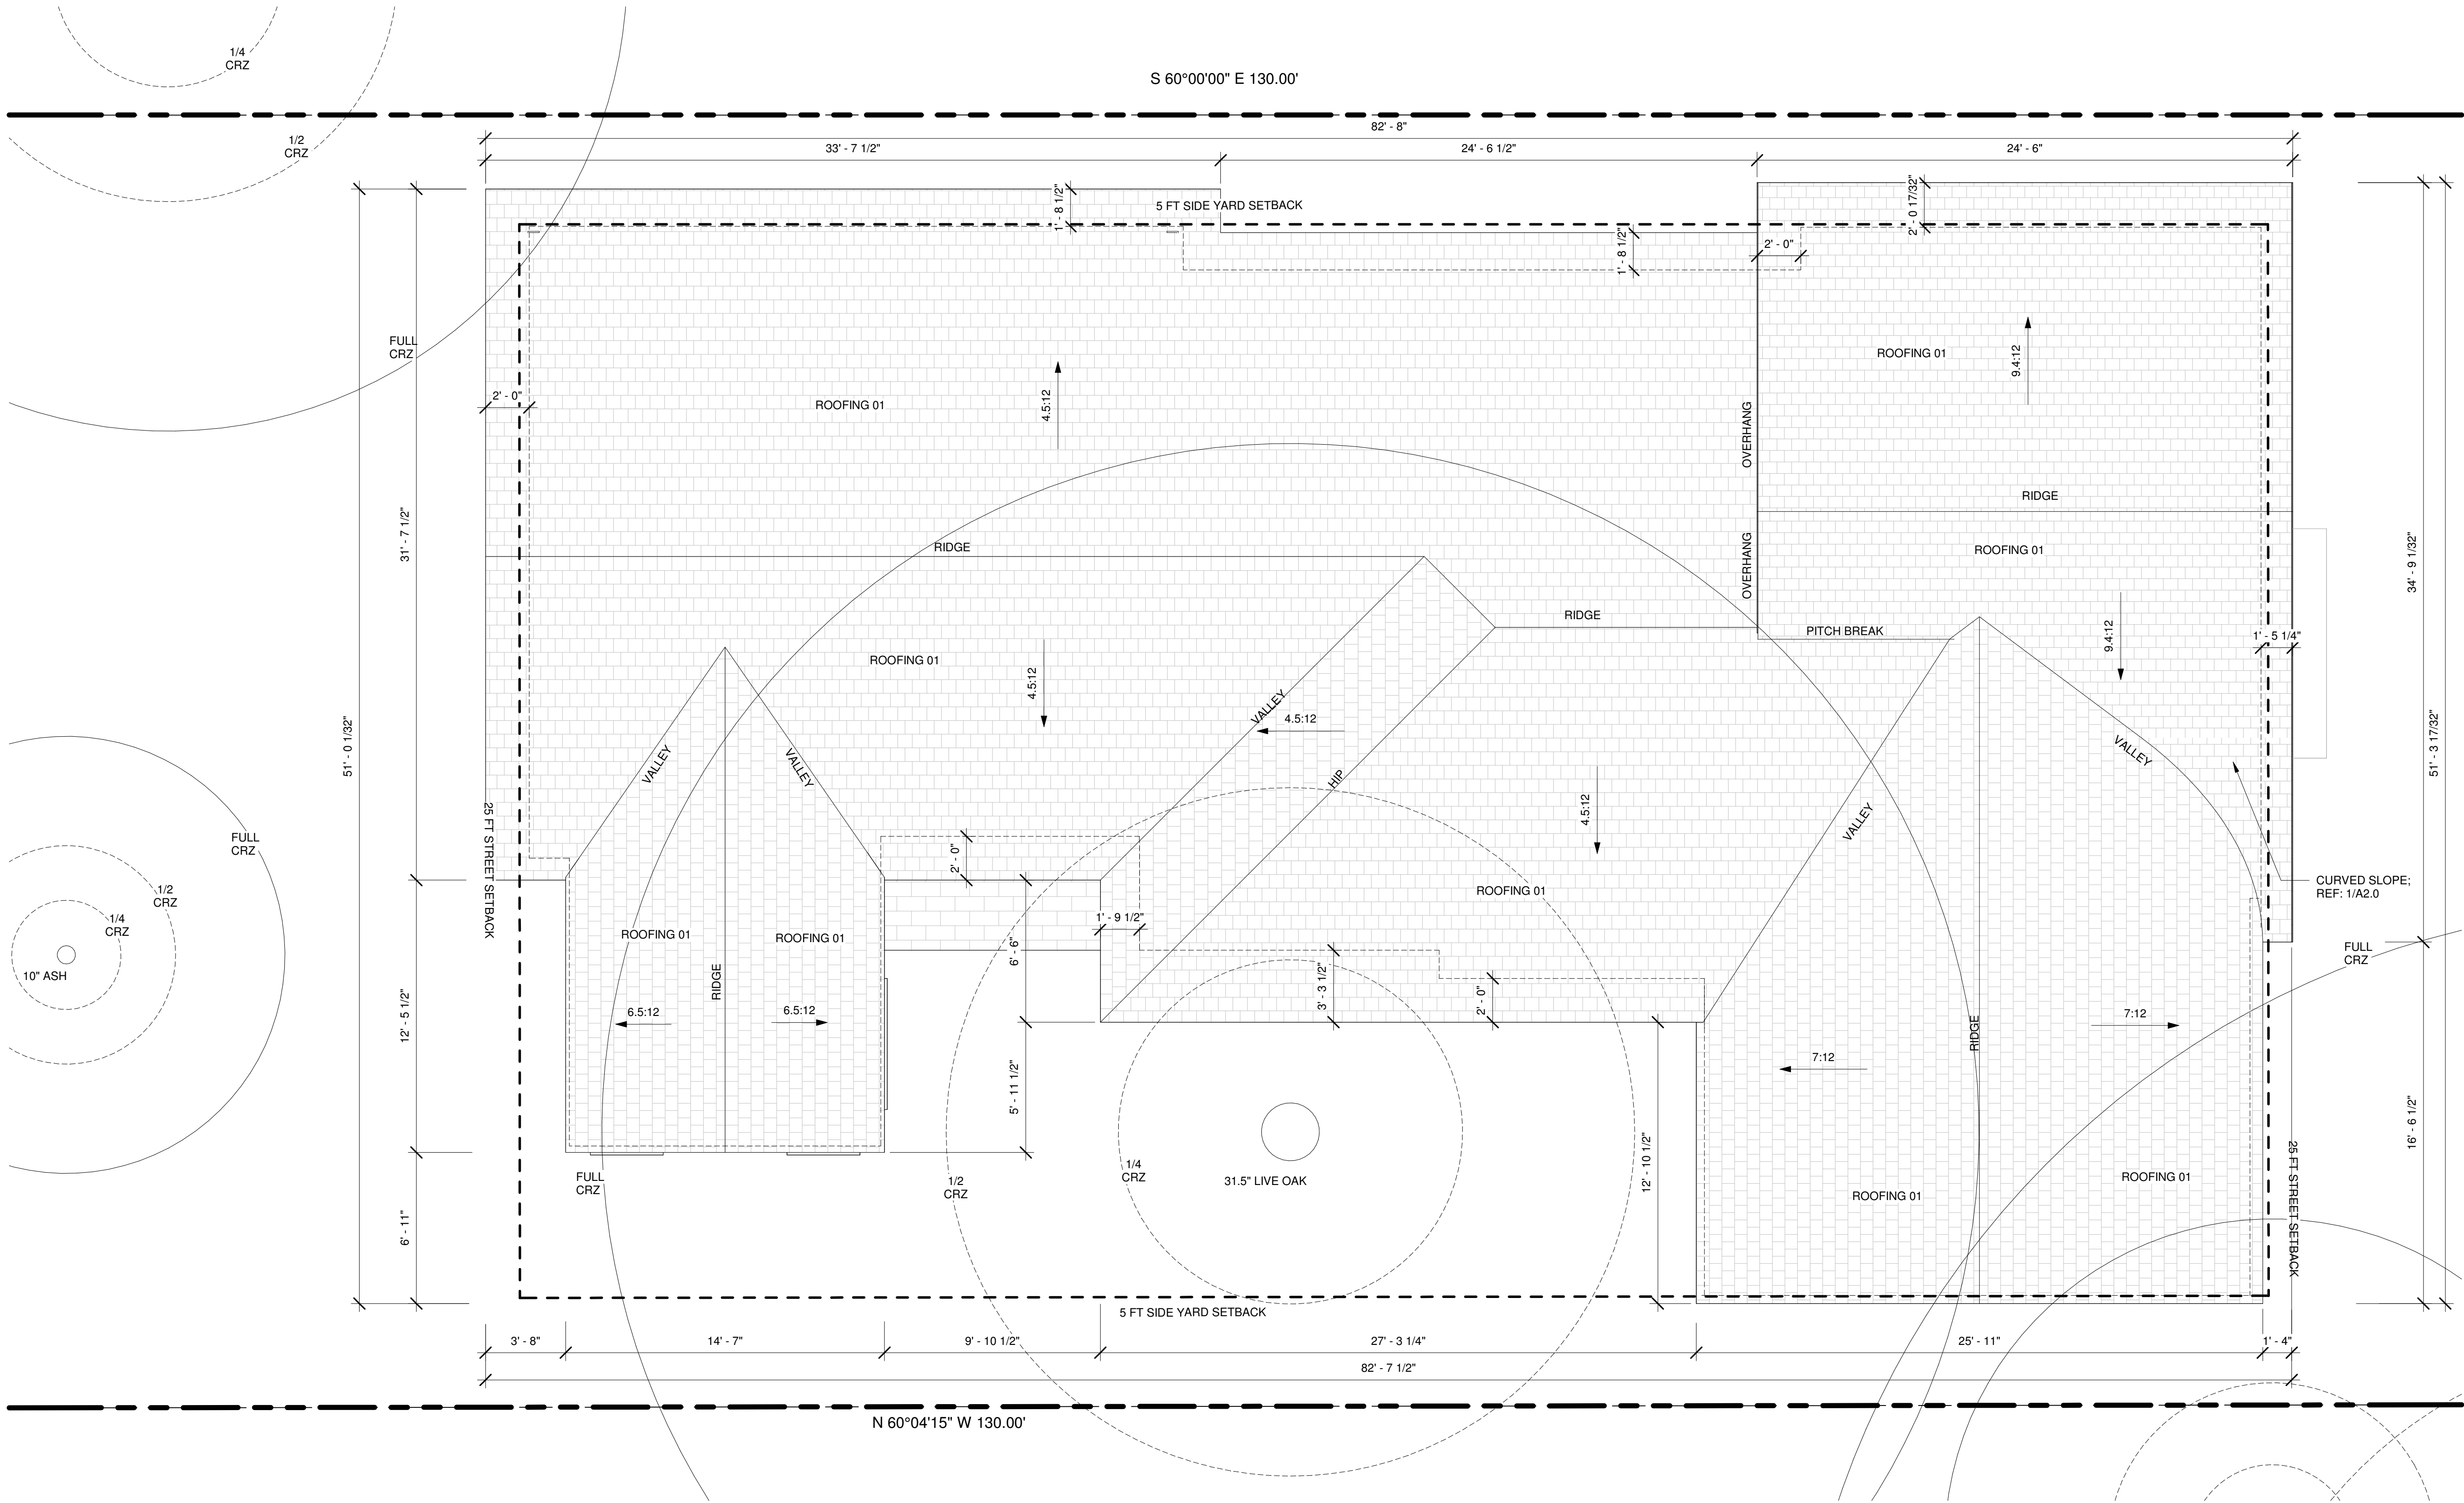 1/4
CRZ
S 60°00'00" E 130.00'
1/2
CRZ
82' - 8"
33' - 7 1/2"
24' - 6 1/2"
24' - 6"
1' - 8 1/2"
5 FT SIDE YARD SETBACK
2' - 0 17/32"
1' - 8 1/2"
2' - 0"
FULL
CRZ
2' - 0"
ROOFING 01
4.5:12
OVERHANG
ROOFING 01
9.4:12
31' - 7 1/2"
RIDGE
OVERHANG
RIDGE
ROOFING 01
34' - 9 1/32"
RIDGE
PITCH BREAK
9.4:12
1' - 5 1/4"
ROOFING 01
4.5:12
VALLEY
4.5:12
51' - 0 1/32"
VALLEY
VALLEY
HIP
4.5:12
VALLEY
VALLEY
51' - 3 17/32"
25 FT STREET SETBACK
FULL
CRZ
1/2
CRZ
1/4
CRZ
10" ASH
2' - 0"
ROOFING 01
CURVED SLOPE;
REF: 1/A2.0
1' - 9 1/2"
6' - 6"
ROOFING 01
ROOFING 01
FULL
CRZ
RIDGE
12' - 5 1/2"
6.5:12
6.5:12
3' - 3 1/2"
2' - 0"
7:12
RIDGE
7:12
5' - 11 1/2"
16' - 6 1/2"
12' - 10 1/2"
FULL
CRZ
1/2
CRZ
1/4
CRZ
31.5" LIVE OAK
ROOFING 01
ROOFING 01
25 FT STREET SETBACK
6' - 11"
5 FT SIDE YARD SETBACK
3' - 8"
14' - 7"
9' - 10 1/2"
27' - 3 1/4"
25' - 11"
1' - 4"
82' - 7 1/2"
N 60°04'15" W 130.00'